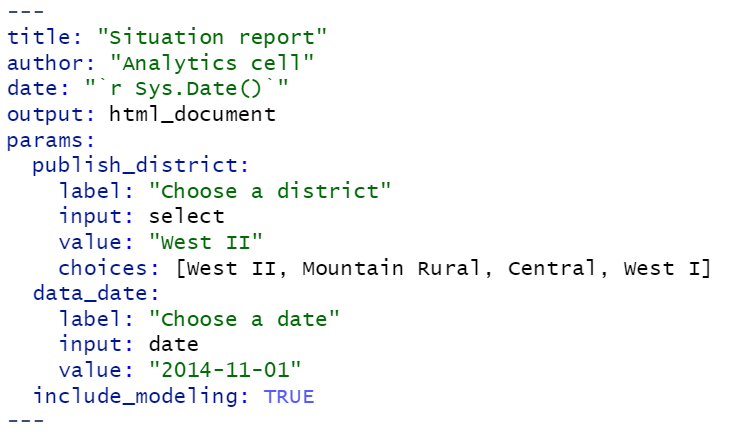 ---
title: "Situation report"
author: "Analytics cell"
date: "`r Sys.Date()`"
output: html_document
params:
  publish_district:
    label: "Choose a district"
    input: select
    value: "West II"
    choices: [West II, Mountain Rural, Central, West I]
  data_date:
    label: "Choose a date"
    input: date
    value: "2014-11-01"
  include_modeling: TRUE
---